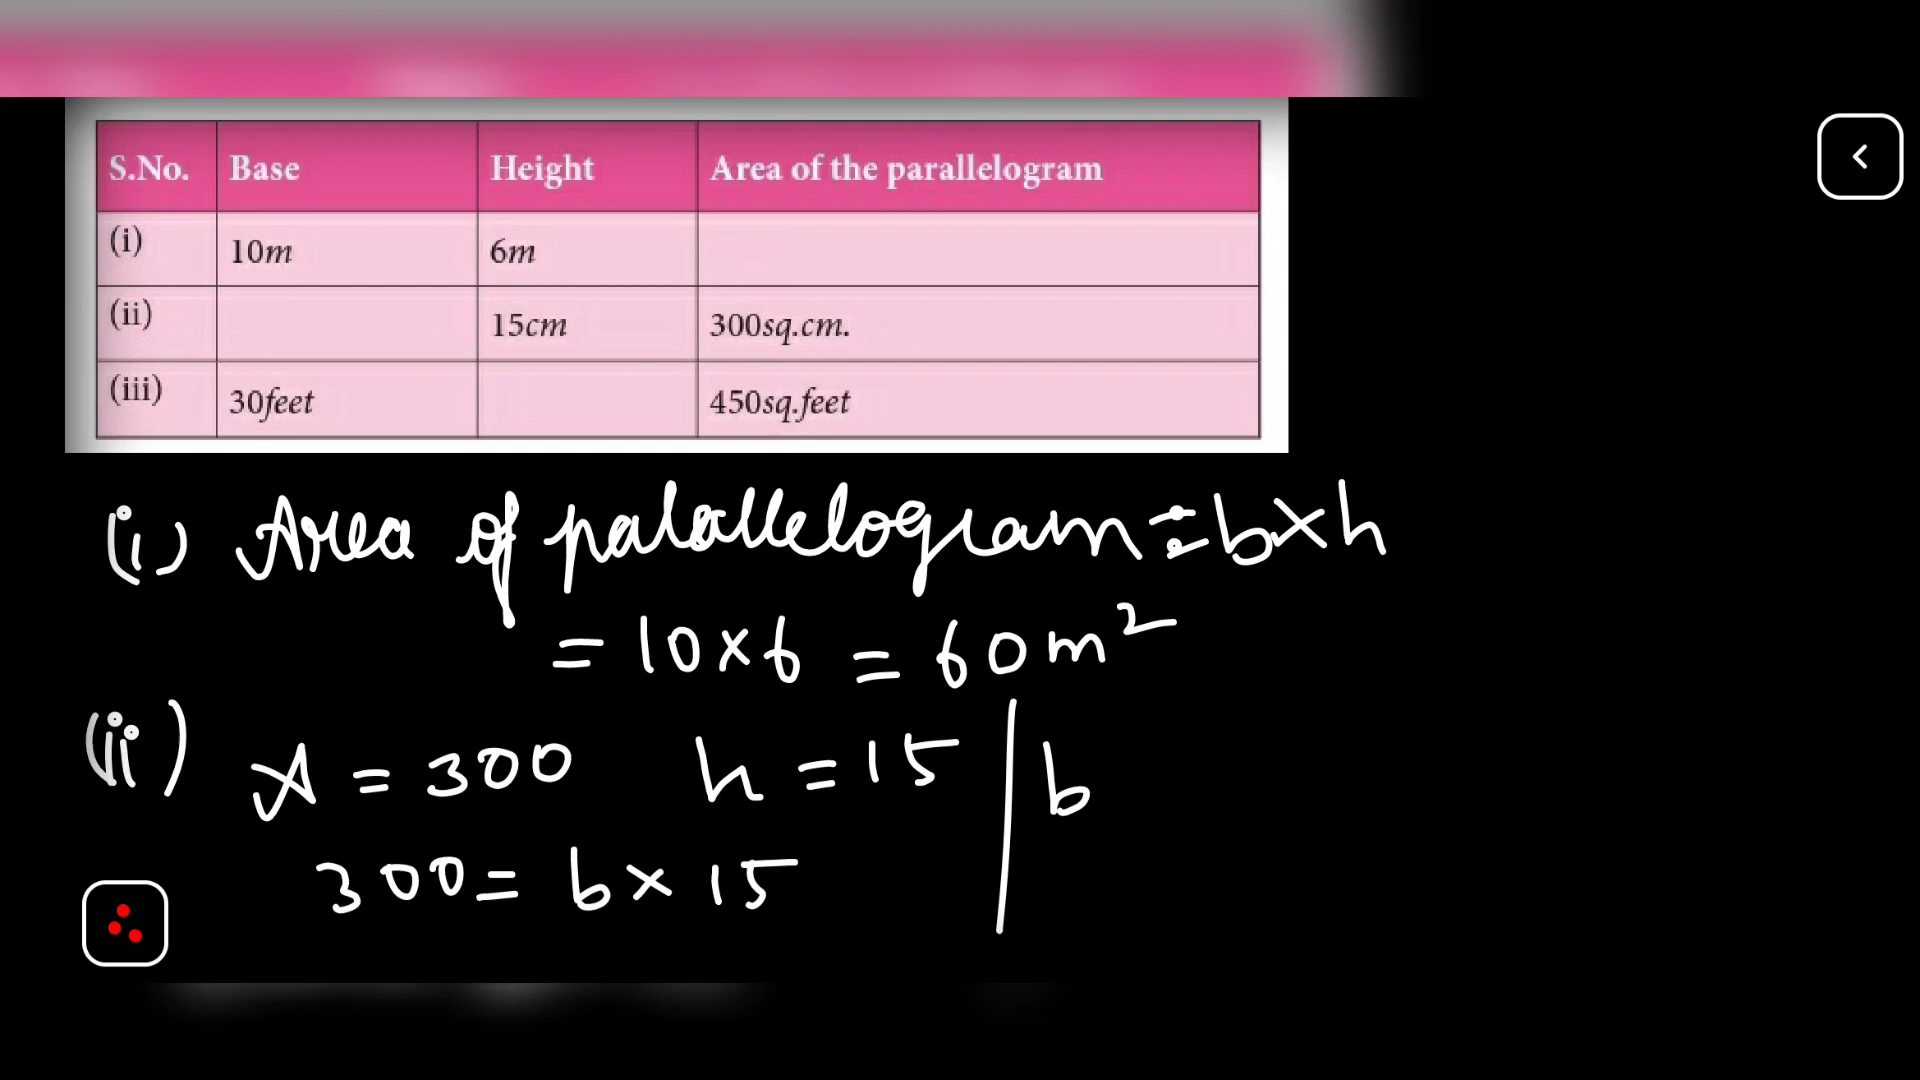 S.No. Base Height Area of the parallelogram
(i) 10m 6m
(ii) 15cm 300sq.cm.
(iii) 30feet 450sq.feet
(i) Area of parallelogram = b×h
= 10×6 = 60m²
(ii) A = 300 h = 15 | b
300 = b × 15